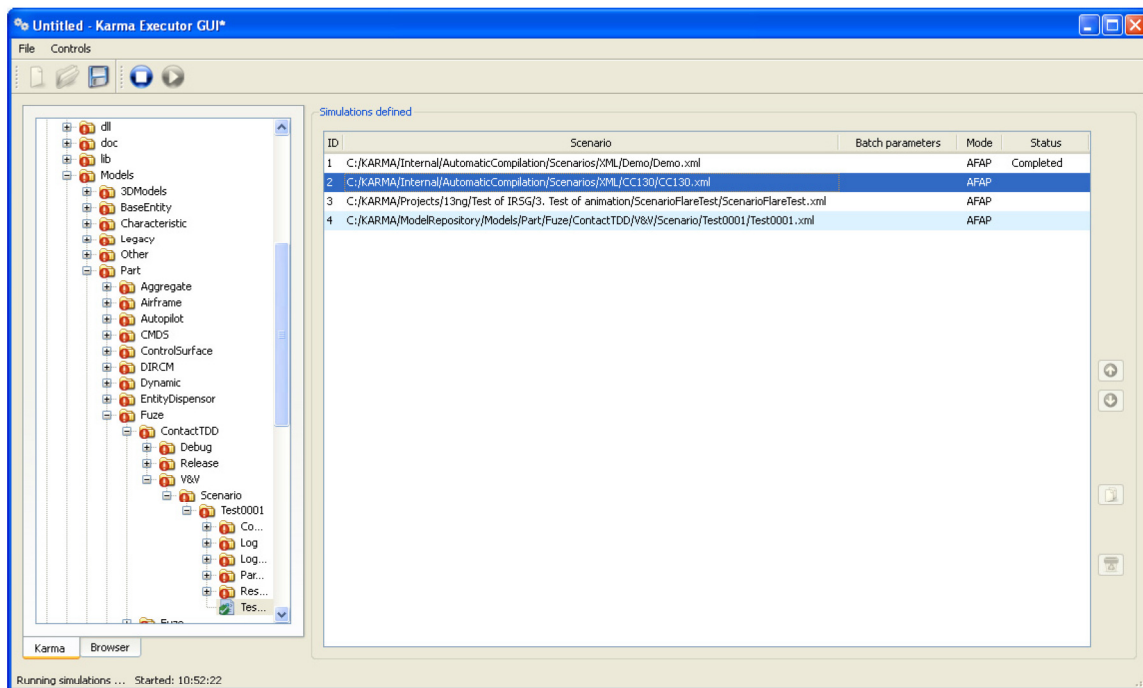 Untitled - Karma Executor GUI*
File Controls
dll
doc
lib
Models
3DModels
BaseEntity
Characteristic
Legacy
Other
Part
Aggregate
Airframe
Autopilot
CMDS
ControlSurface
DIRCM
Dynamic
EntityDispensor
Fuze
ContactTDD
Debug
Release
V&V
Scenario
Test0001
Co...
Log
Log...
Par...
Res...
Tes...
Fuze
Karma Browser
Simulations defined
ID Scenario Batch parameters Mode Status
1 C:/KARMA/Internal/AutomaticCompilation/Scenarios/XML/Demo/Demo.xml AFAP Completed
2 C:/KARMA/Internal/AutomaticCompilation/Scenarios/XML/CC130/CC130.xml AFAP
3 C:/KARMA/Projects/13ng/Test of IRSG/3. Test of animation/ScenarioFlareTest/ScenarioFlareTest.xml AFAP
4 C:/KARMA/ModelRepository/Models/Part/Fuze/ContactTDD/V&V/Scenario/Test0001/Test0001.xml AFAP
Running simulations ... Started: 10:52:22